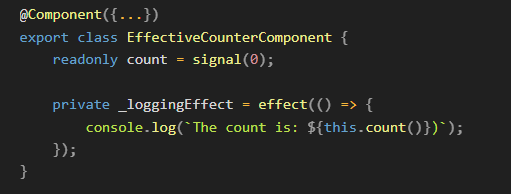 @Component({...})
export class EffectiveCounterComponent {
    readonly count = signal(0);

    private _loggingEffect = effect(() => {
        console.log(`The count is: ${this.count()})`);
    });
}